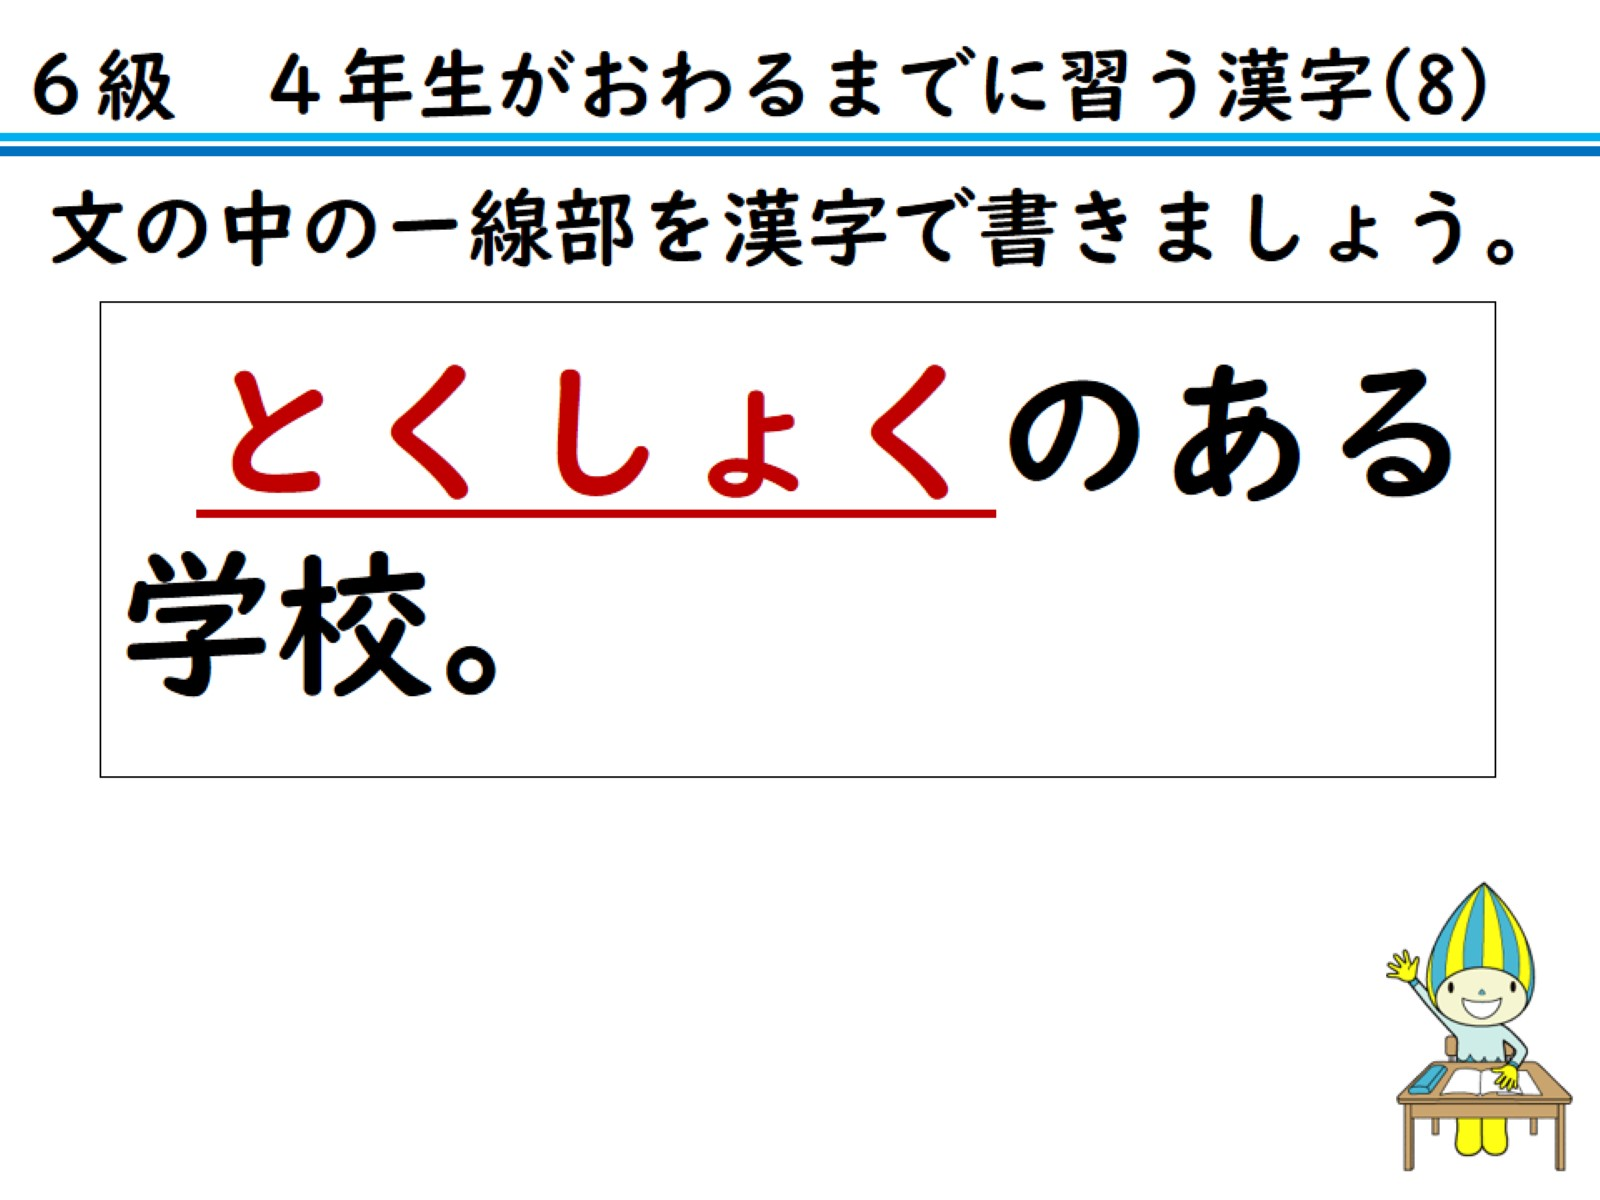 ６級　４年生がおわるまでに習う漢字(8)
文の中の―線部を漢字で書きましょう。
とくしょくのある
学校。